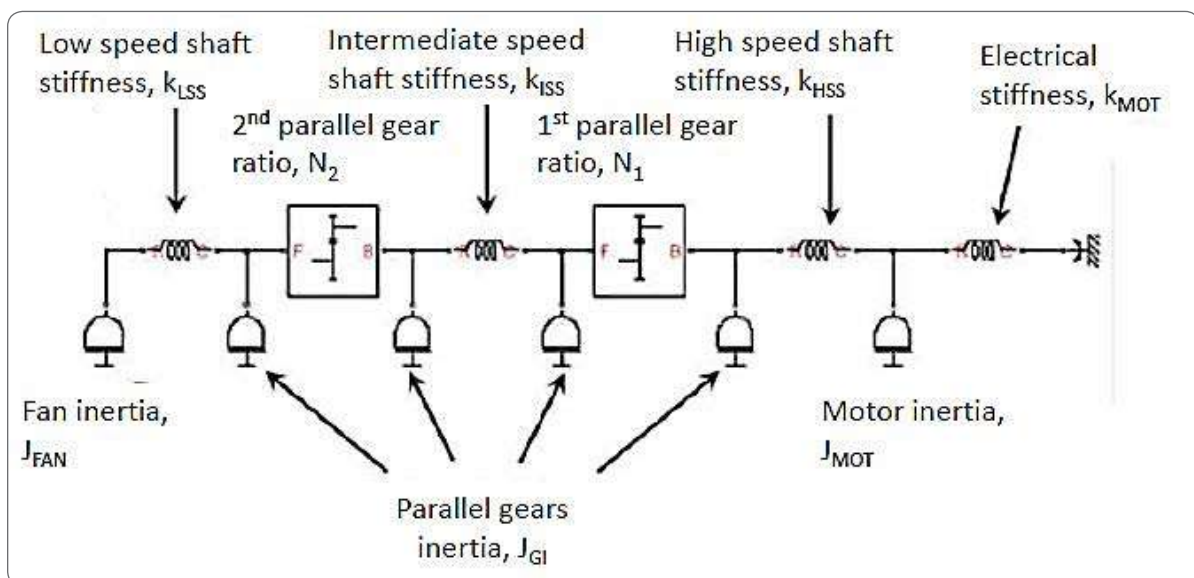 Low speed shaft
stiffness, kLSS
Intermediate speed
shaft stiffness, kISS
High speed shaft
stiffness, kHSS
Electrical
stiffness, kMOT
2nd parallel gear
ratio, N2
1st parallel gear
ratio, N1
R C
F B
R C
F B
R C
R C
Fan inertia,
JFAN
Motor inertia,
JMOT
Parallel gears
inertia, JGI